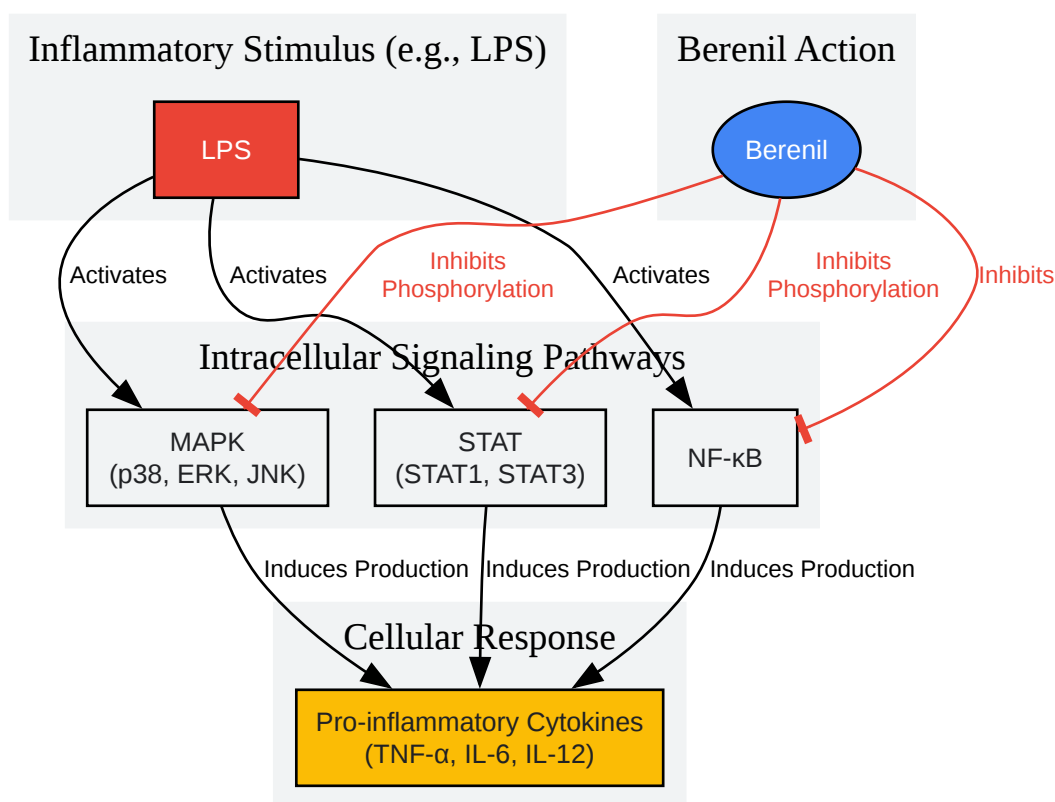 Inflammatory Stimulus (e.g., LPS)
Berenil Action
LPS
Berenil
Activates
Activates
Inhibits
Phosphorylation
Activates
Inhibits
Phosphorylation
Inhibits
Intracellular Signaling Pathways
MAPK
(p38, ERK, JNK)
STAT
(STAT1, STAT3)
NF-κB
Induces Production
Induces Production
Induces Production
Cellular Response
Pro-inflammatory Cytokines
(TNF-α, IL-6, IL-12)